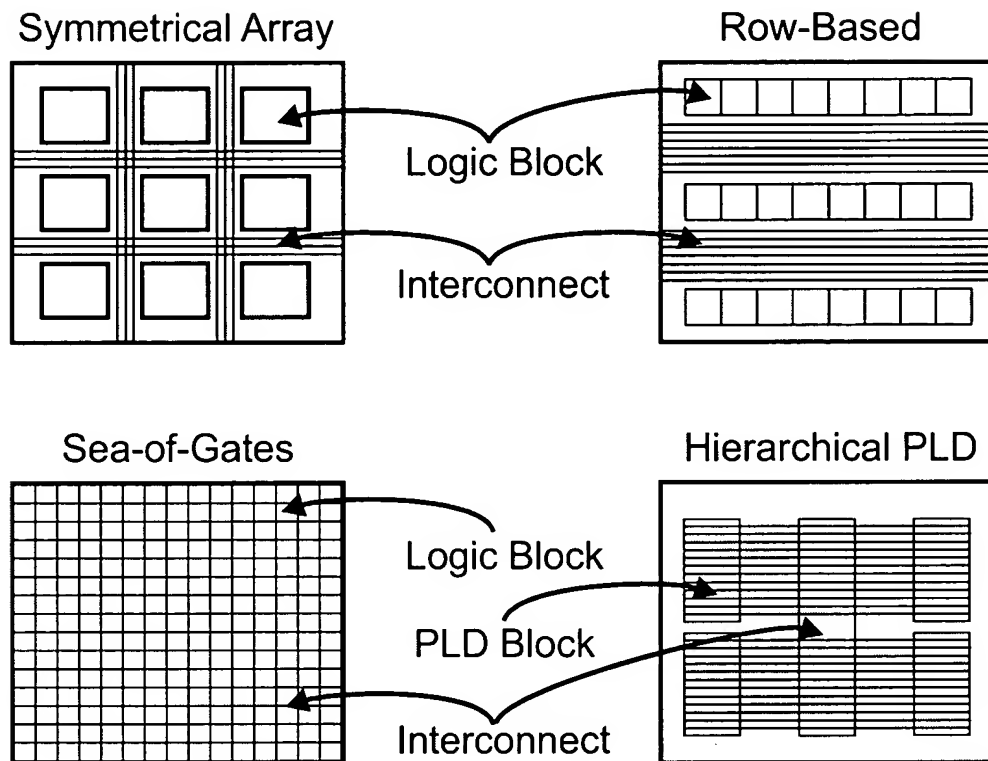 Symmetrical Array
Row-Based
Logic Block
Interconnect
Sea-of-Gates
Hierarchical PLD
Logic Block
PLD Block
Interconnect